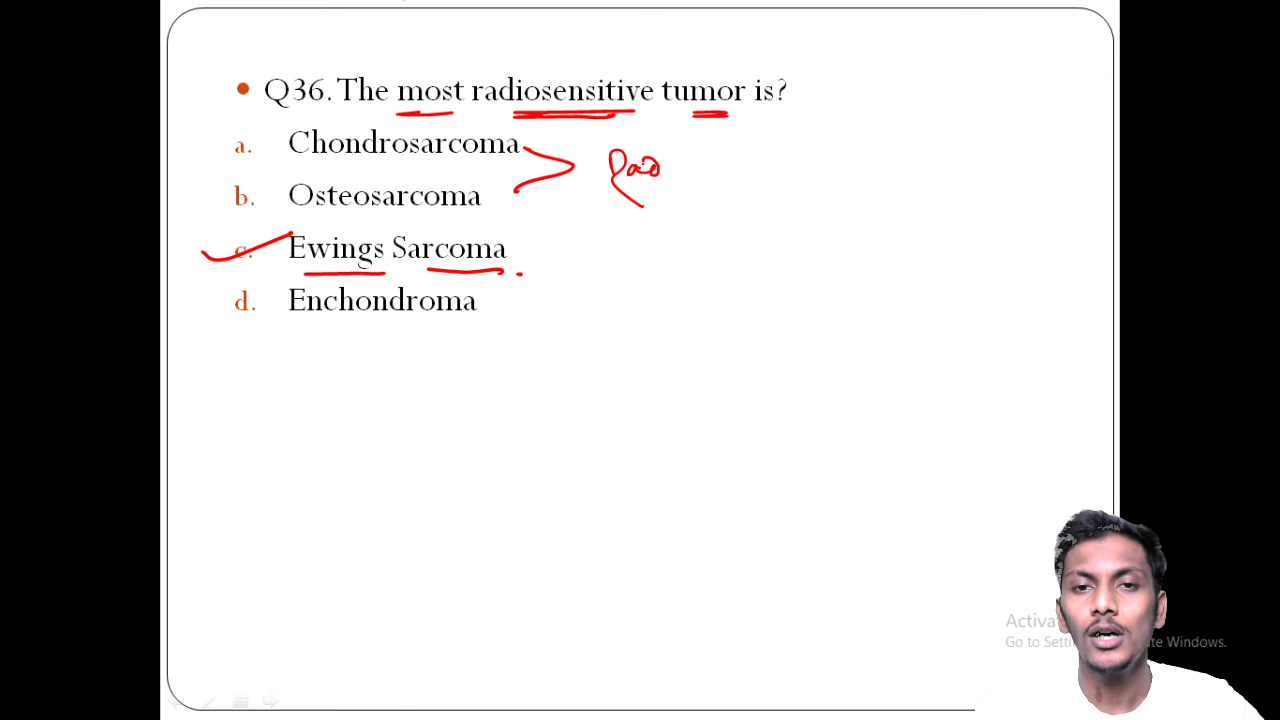 Q36. The most radiosensitive tumor is?
a. Chondrosarcoma
b. Osteosarcoma
c. Ewings Sarcoma
d. Enchondroma
Activa
Go to Setti te Windows.